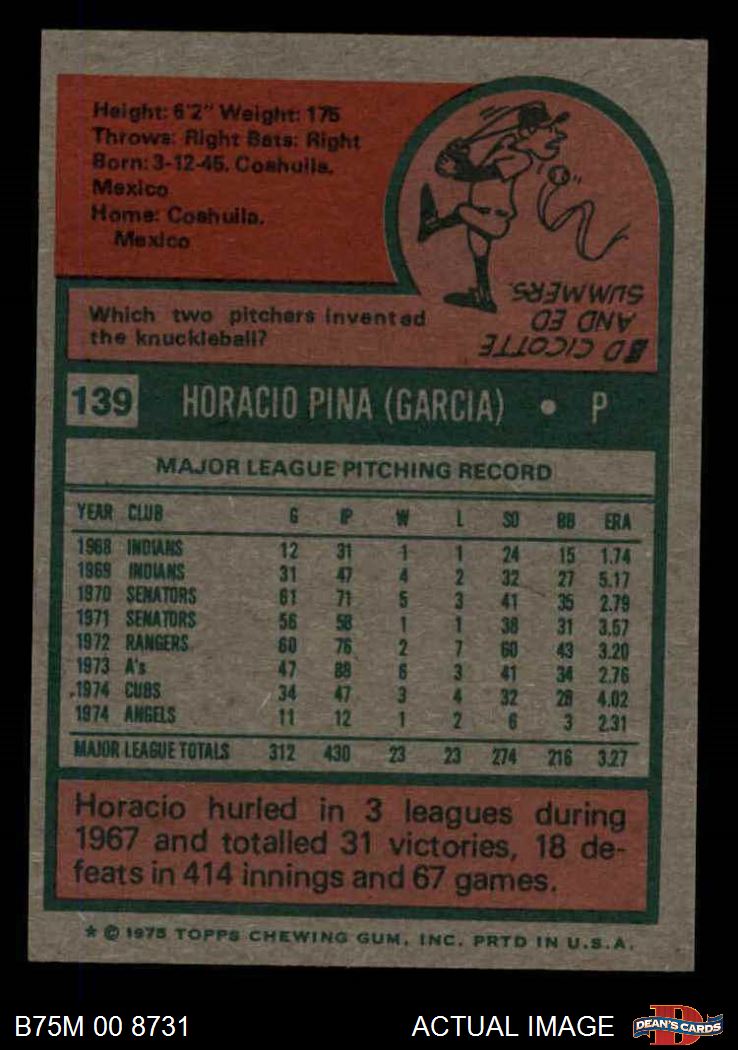 Height: 6'2" Weight: 175
Throws: Right Bats: Right
Born: 3-12-45, Coahuila,
Mexico
Home: Coahuila,
Mexico
Which two pitchers invented
the knuckleball?
ED CICOTTE
AND ED
SUMMERS.
139 HORACIO PINA (GARCIA) • P
MAJOR LEAGUE PITCHING RECORD
YEAR CLUB G IP W L SO BB ERA
1968 INDIANS 12 31 1 1 24 15 1.74
1969 INDIANS 31 47 4 2 32 27 5.17
1970 SENATORS 61 71 5 3 41 35 2.79
1971 SENATORS 56 58 1 1 38 31 3.57
1972 RANGERS 60 76 2 7 60 43 3.20
1973 A's 47 88 6 3 41 34 2.76
1974 CUBS 34 47 3 4 32 28 4.02
1974 ANGELS 11 12 1 2 6 3 2.31
MAJOR LEAGUE TOTALS 312 430 23 23 274 216 3.27
Horacio hurled in 3 leagues during
1967 and totalled 31 victories, 18 de-
feats in 414 innings and 67 games.
* © 1975 TOPPS CHEWING GUM, INC. PRTD IN U.S.A.
B75M 00 8731 ACTUAL IMAGE
D
DEAN'S CARDS